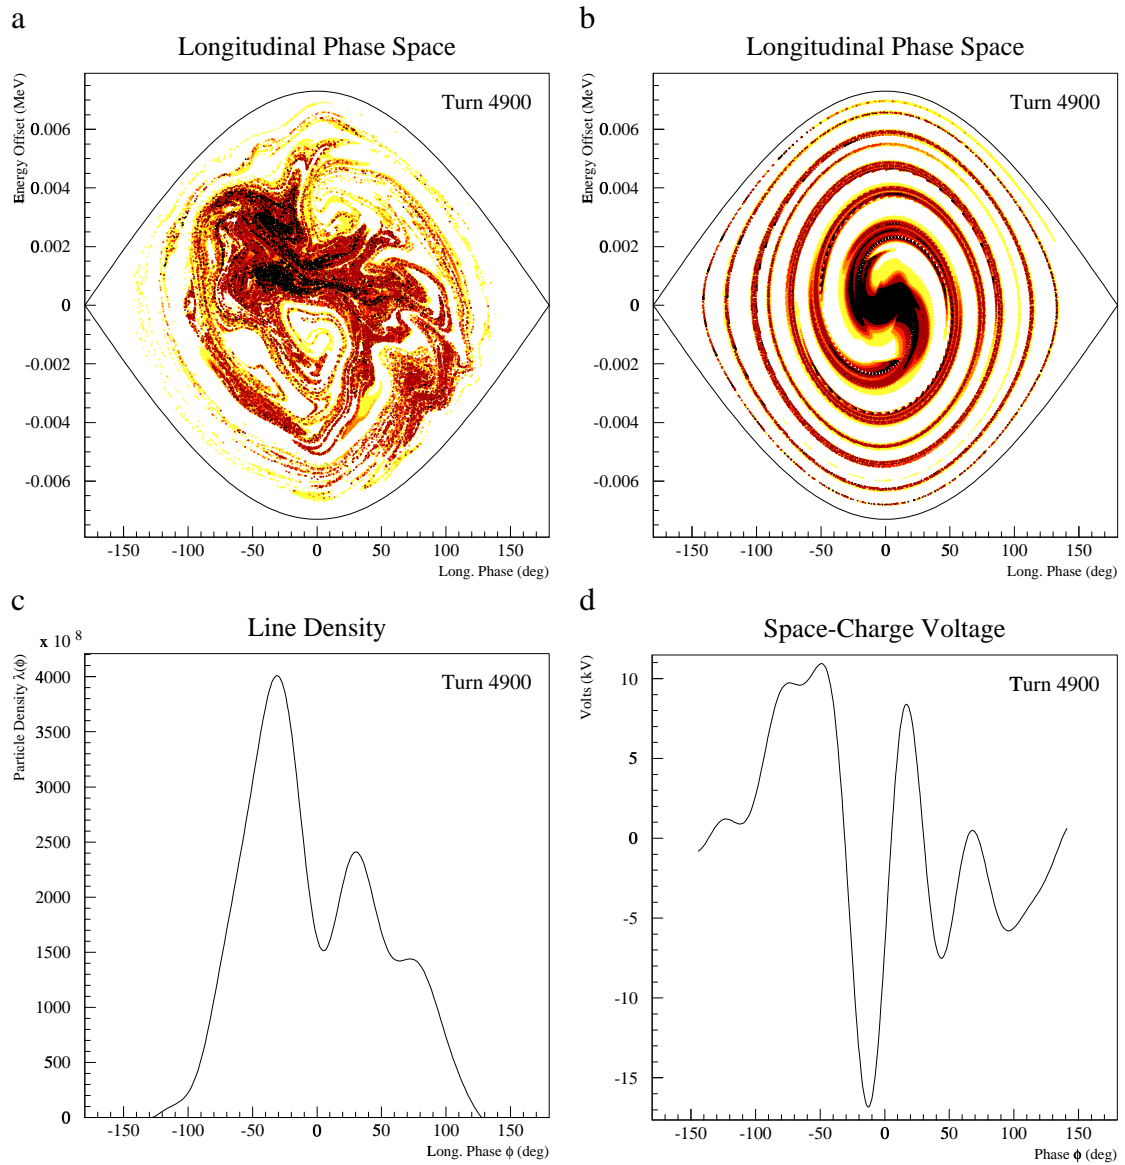 a
Longitudinal Phase Space
Energy Offset (MeV)
Turn 4900
0.006
0.004
0.002
0
-0.002
-0.004
-0.006
-150 -100 -50 0 50 100 150
Long. Phase (deg)
b
Longitudinal Phase Space
Energy Offset (MeV)
Turn 4900
0.006
0.004
0.002
0
-0.002
-0.004
-0.006
-150 -100 -50 0 50 100 150
Long. Phase (deg)
c
Line Density
x 10 8
Particle Density λ(ϕ)
Turn 4900
4000
3500
3000
2500
2000
1500
1000
500
0
-150 -100 -50 0 50 100 150
Long. Phase ϕ (deg)
d
Space-Charge Voltage
Volts (kV)
Turn 4900
10
5
0
-5
-10
-15
-150 -100 -50 0 50 100 150
Phase ϕ (deg)